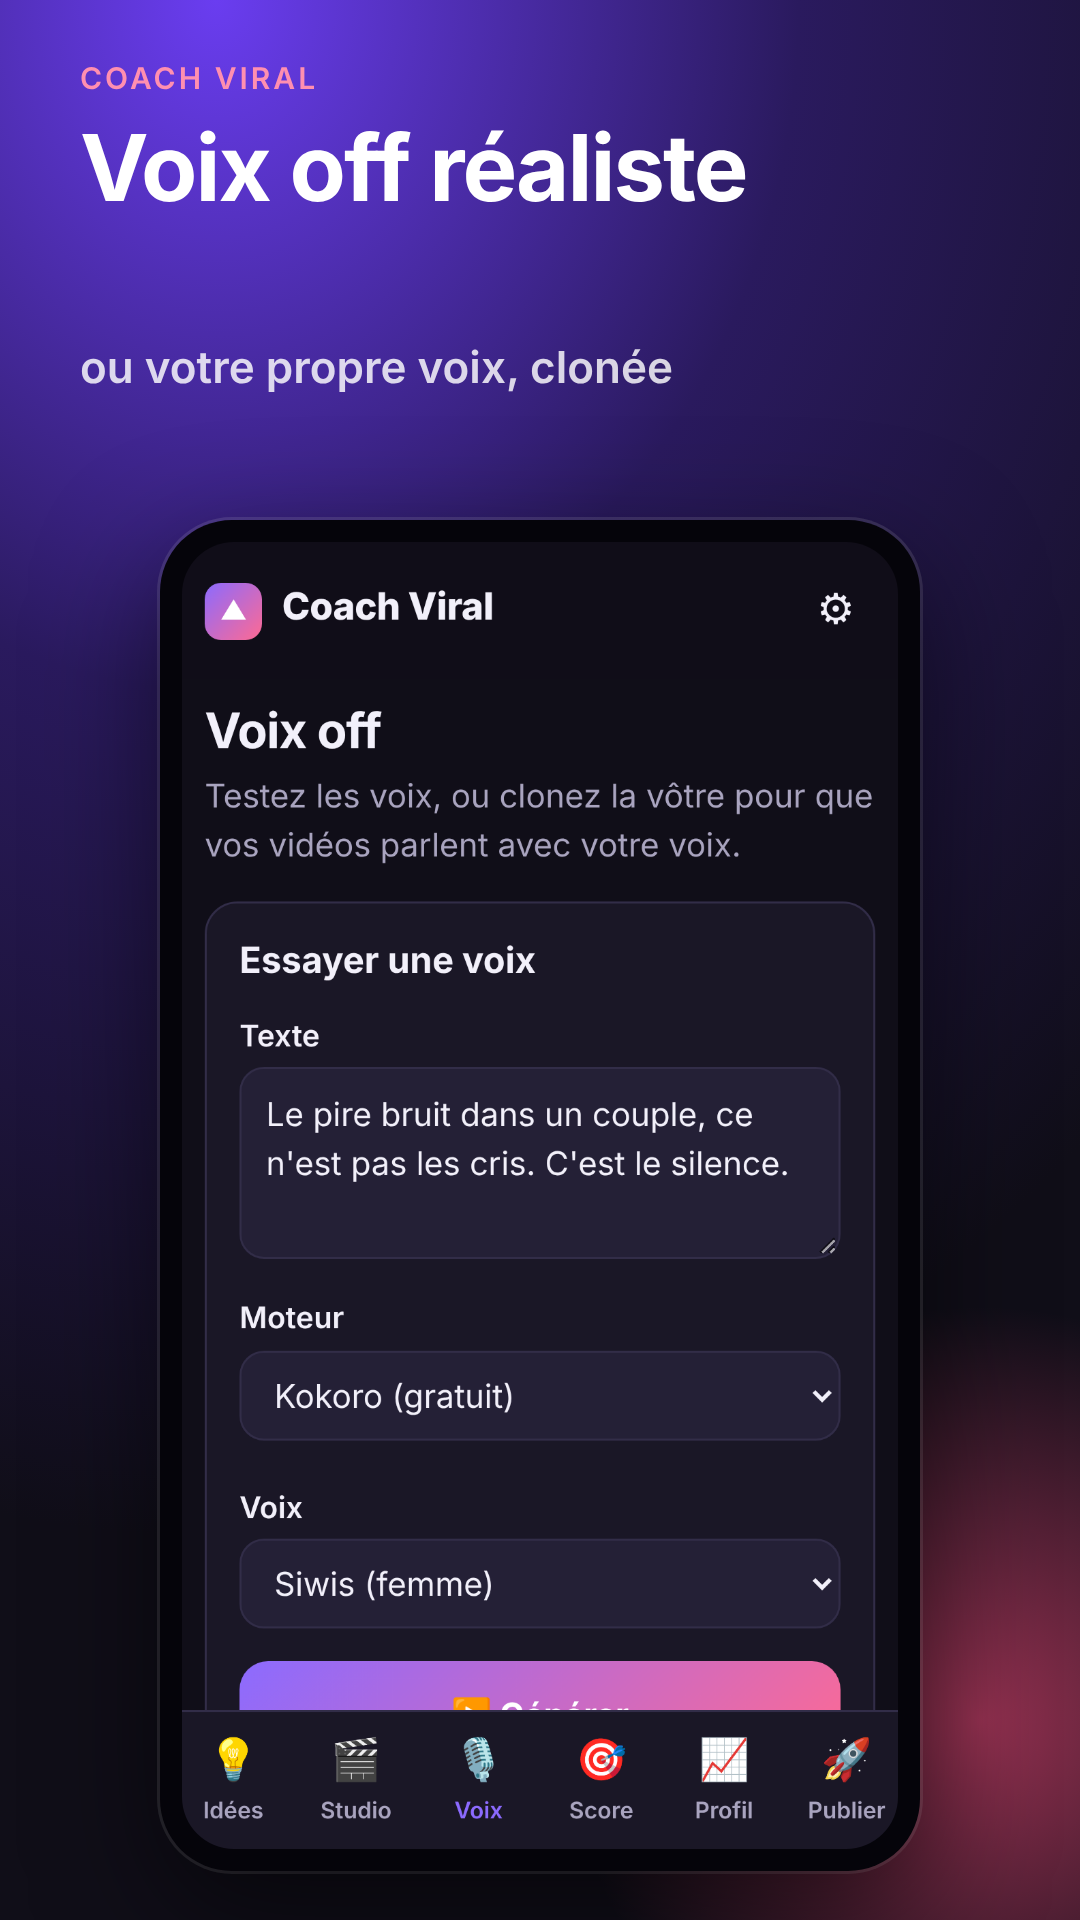 COACH VIRAL
Voix off réaliste
ou votre propre voix, clonée
Coach Viral
Voix off
Testez les voix, ou clonez la vôtre pour que
vos vidéos parlent avec votre voix.
Essayer une voix
Texte
Le pire bruit dans un couple, ce
n'est pas les cris. C'est le silence.
Moteur
Kokoro (gratuit)
Voix
Siwis (femme)
Générer
Idées Studio Voix Score Profil Publier